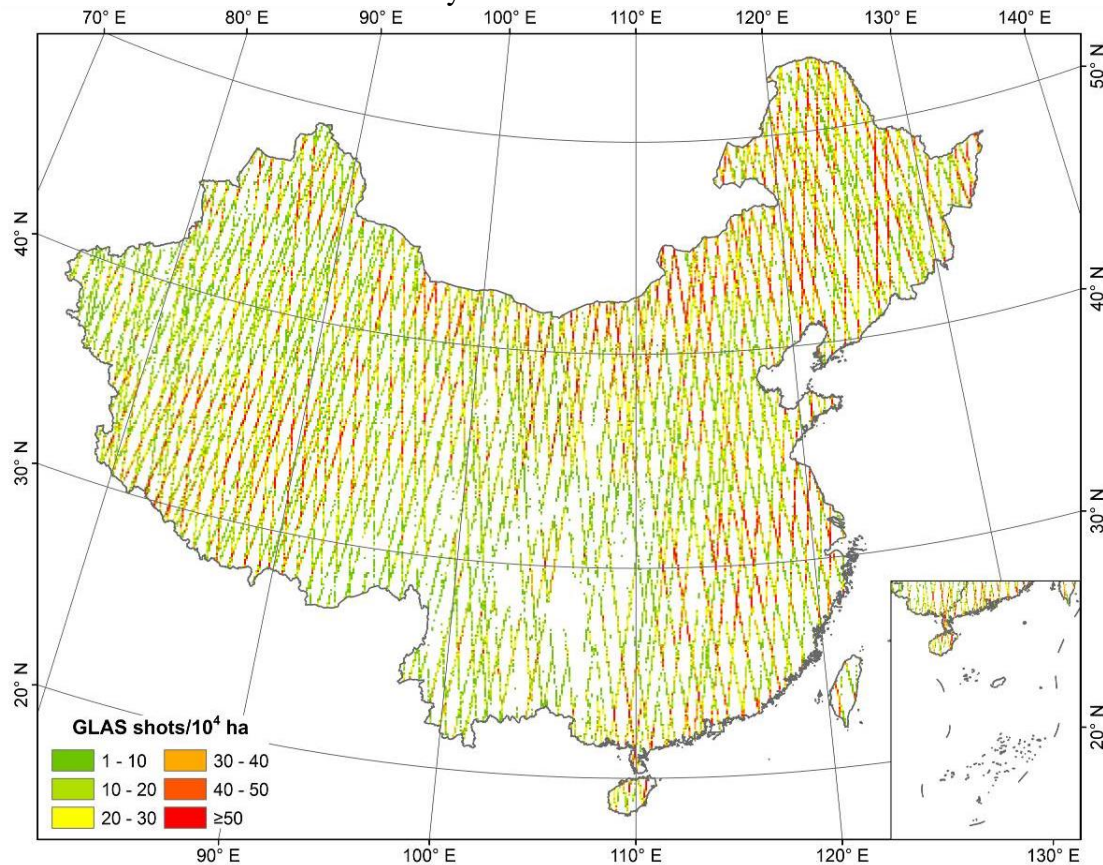 70° E 80° E 90° E 100° E 110° E 120° E 130° E 140° E
50° N
40° N
40° N
30° N
30° N
20° N
20° N
GLAS shots/10⁴ ha
1 - 10 30 - 40
10 - 20 40 - 50
20 - 30 ≥50
90° E 100° E 110° E 120° E 130° E